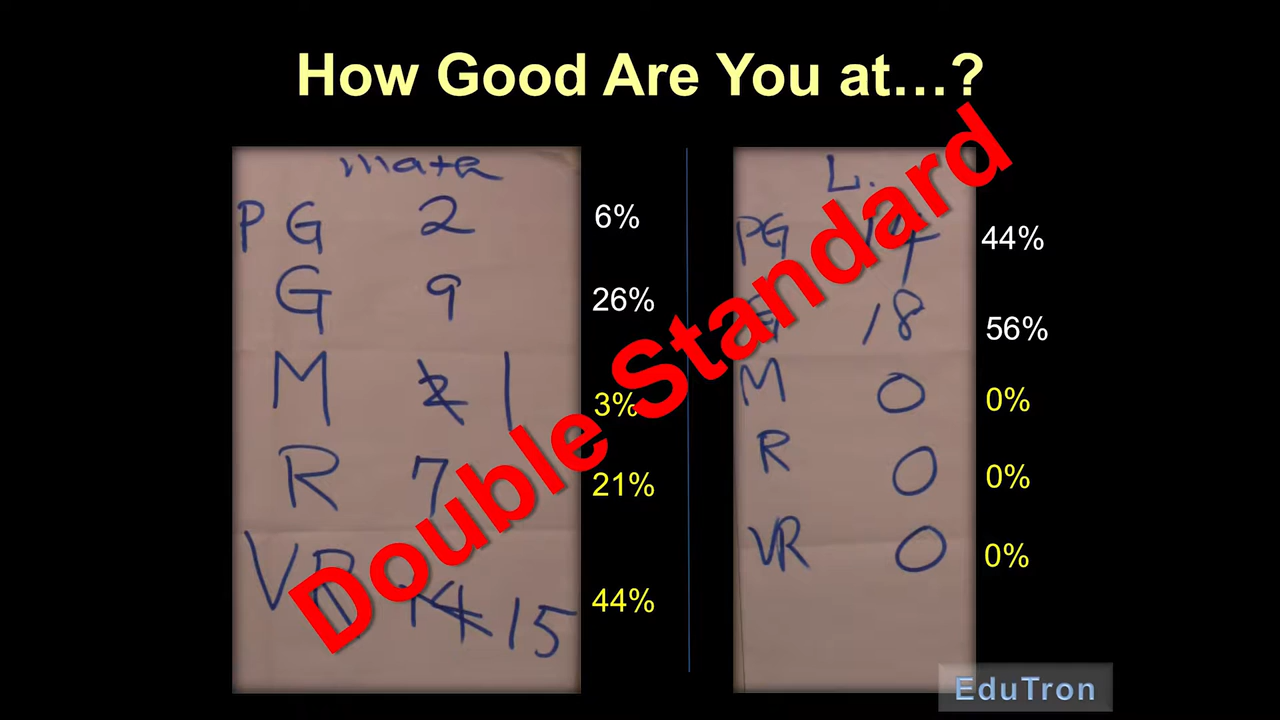 How Good Are You at…?
math
PG 2 6%
G 9 26%
M 2 1 3%
R 7 21%
VR 14 15 44%
L.
PG 14 44%
G 18 56%
M 0 0%
R 0 0%
VR 0 0%
Double Standard
EduTron